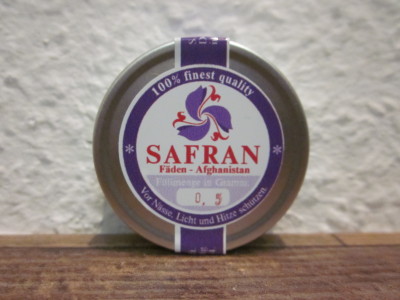 100% finest quality
SAFRAN
Fäden - Afghanistan
Füllmenge in Gramm
0,5
Vor Nässe, Licht und Hitze schützen.